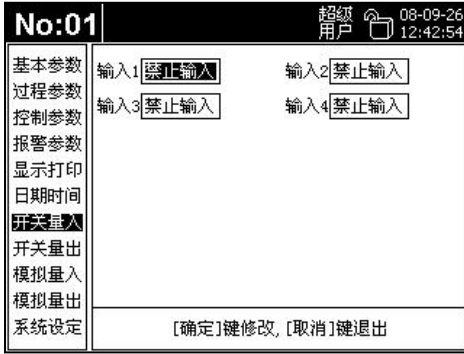 No:01
超级用户
08-09-26
12:42:54
基本参数
过程参数
控制参数
报警参数
显示打印
日期时间
开关量入
开关量出
模拟量入
模拟量出
系统设定
输入1 禁止输入 输入2 禁止输入
输入3 禁止输入 输入4 禁止输入
[确定]键修改, [取消]键退出